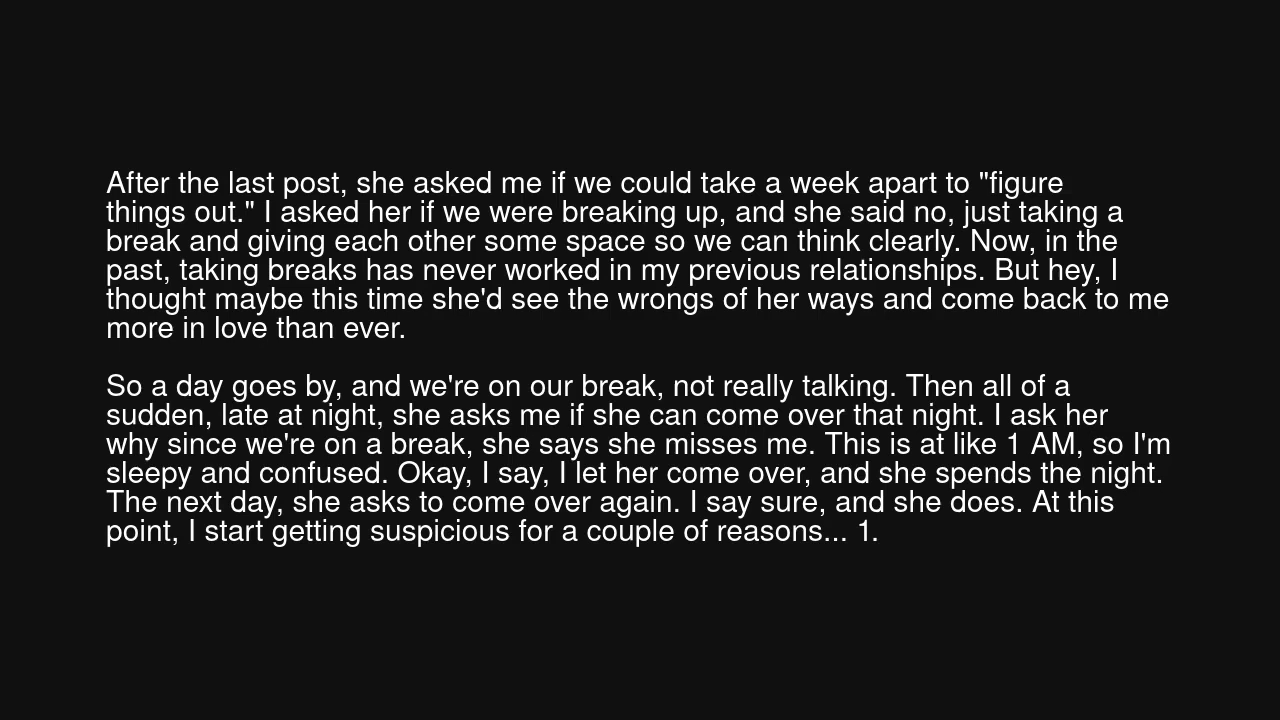 After the last post, she asked me if we could take a week apart to "figure
things out." I asked her if we were breaking up, and she said no, just taking a
break and giving each other some space so we can think clearly. Now, in the
past, taking breaks has never worked in my previous relationships. But hey, I
thought maybe this time she'd see the wrongs of her ways and come back to me
more in love than ever.
So a day goes by, and we're on our break, not really talking. Then all of a
sudden, late at night, she asks me if she can come over that night. I ask her
why since we're on a break, she says she misses me. This is at like 1 AM, so I'm
sleepy and confused. Okay, I say, I let her come over, and she spends the night.
The next day, she asks to come over again. I say sure, and she does. At this
point, I start getting suspicious for a couple of reasons... 1.